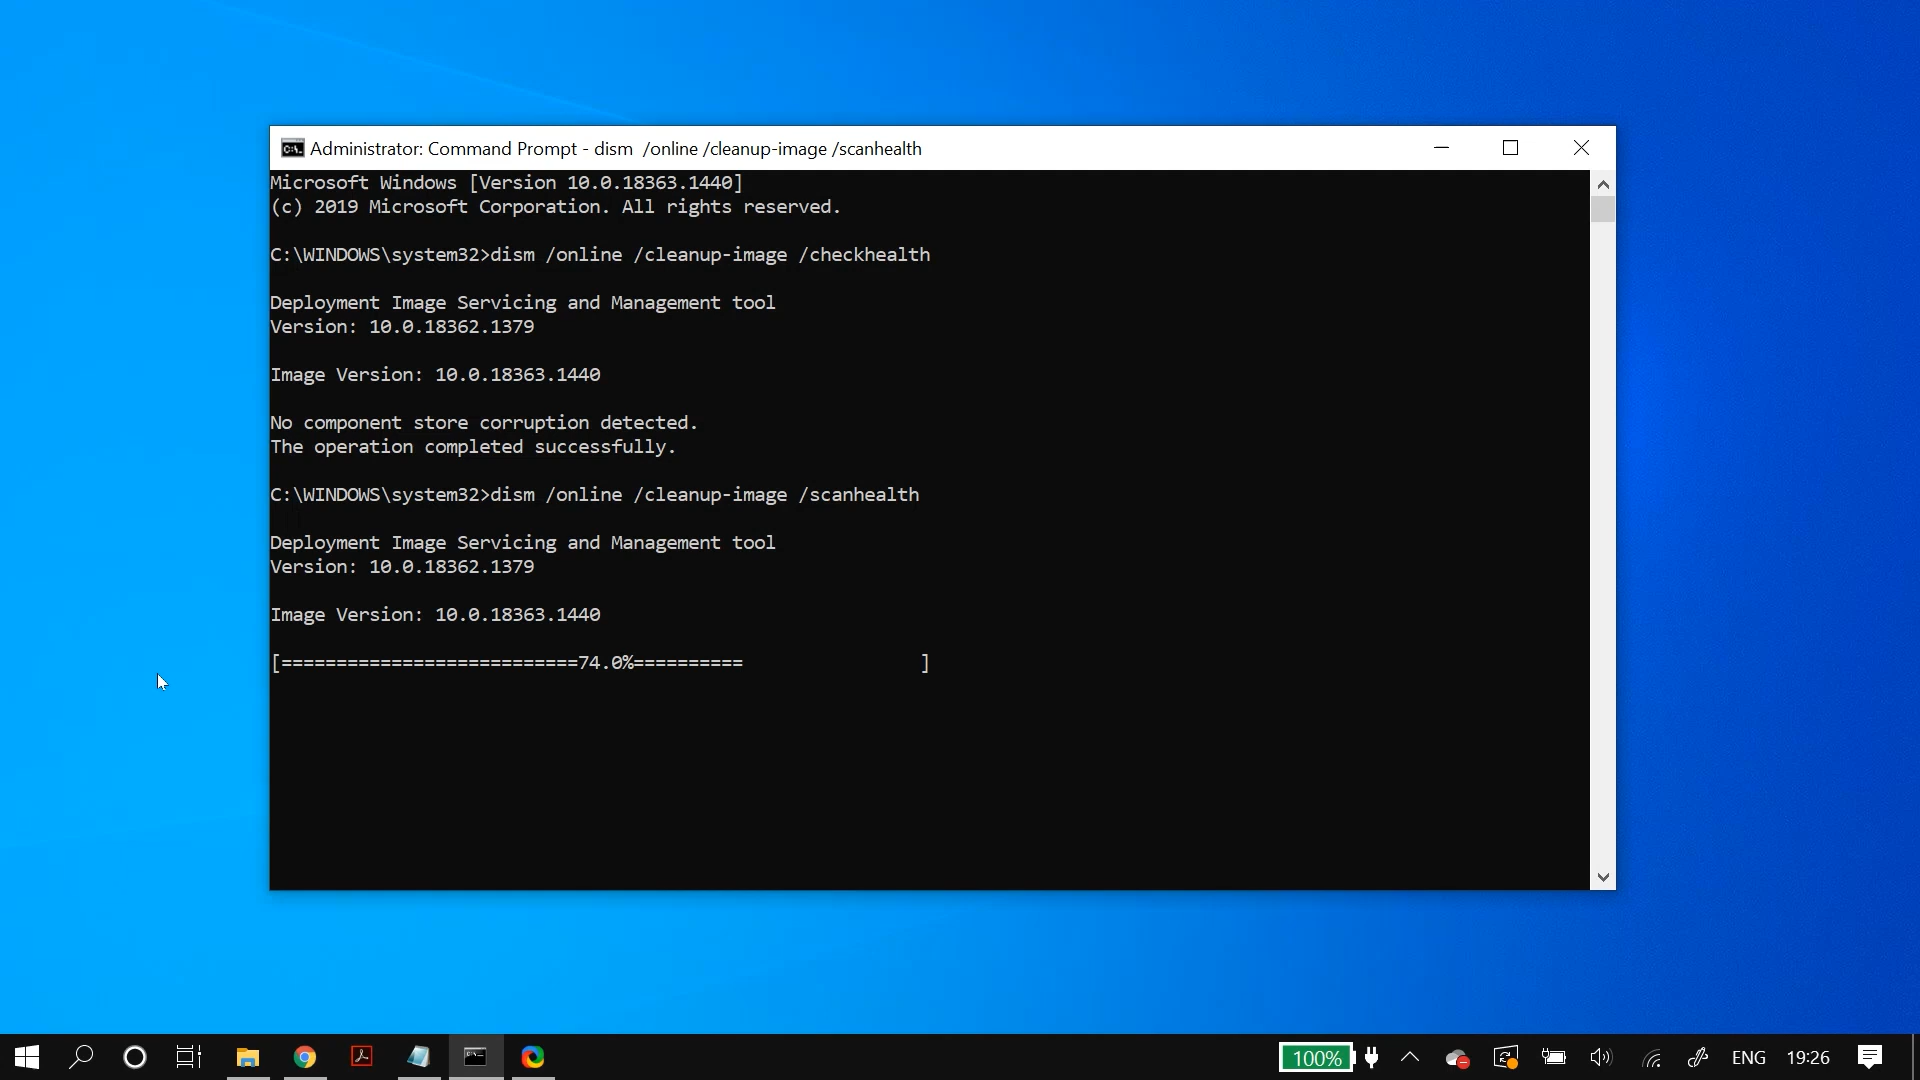 Administrator: Command Prompt - dism  /online /cleanup-image /scanhealth
Microsoft Windows [Version 10.0.18363.1440]
(c) 2019 Microsoft Corporation. All rights reserved.
C:\WINDOWS\system32>dism /online /cleanup-image /checkhealth
Deployment Image Servicing and Management tool
Version: 10.0.18362.1379
Image Version: 10.0.18363.1440
No component store corruption detected.
The operation completed successfully.
C:\WINDOWS\system32>dism /online /cleanup-image /scanhealth
Deployment Image Servicing and Management tool
Version: 10.0.18362.1379
Image Version: 10.0.18363.1440
[===========================74.0%==========                ]
100% ENG 19:26